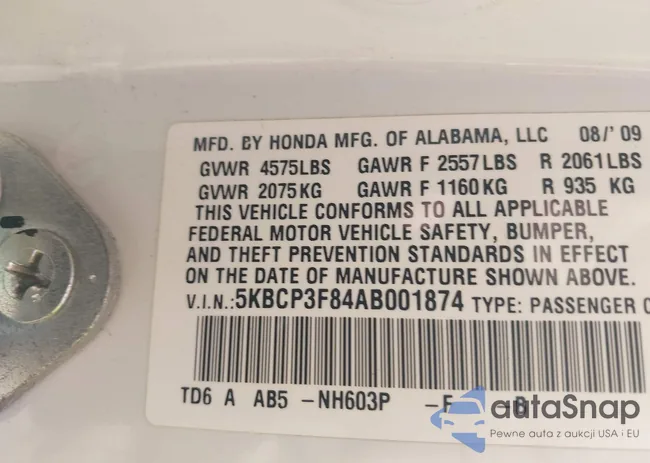 MFD. BY HONDA MFG. OF ALABAMA, LLC 08/'09
GVWR 4575LBS GAWR F 2557LBS R 2061LBS
GVWR 2075KG GAWR F 1160KG R 935 KG
THIS VEHICLE CONFORMS TO ALL APPLICABLE
FEDERAL MOTOR VEHICLE SAFETY, BUMPER,
AND THEFT PREVENTION STANDARDS IN EFFECT
ON THE DATE OF MANUFACTURE SHOWN ABOVE.
V.I.N.:5KBCP3F84AB001874 TYPE: PASSENGER C
TD6 A AB5 -NH603P -E -B
autaSnap
Pewne auta z aukcji USA i EU